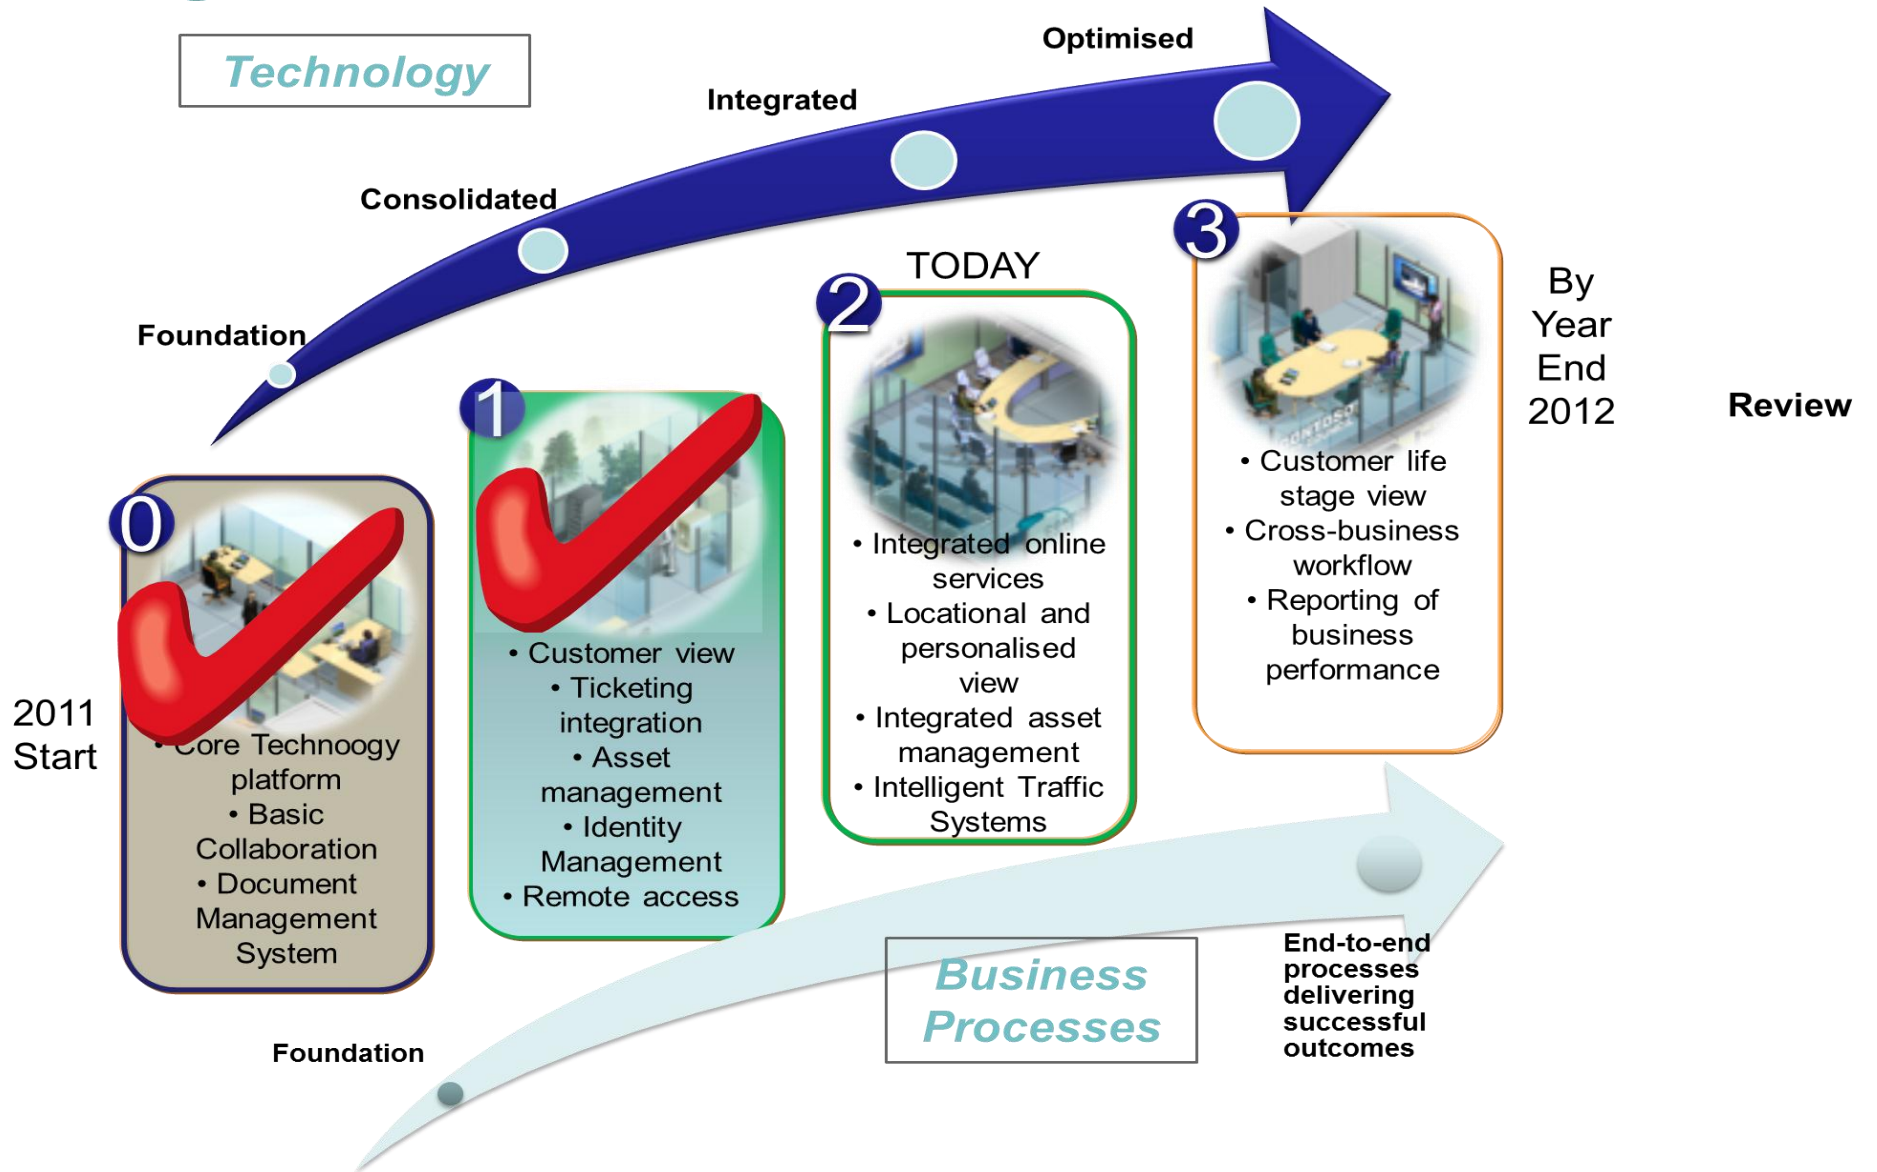 Technology
Optimised
Integrated
Consolidated
Foundation
TODAY
0
1
2
3
2011
Start
• Core Technoogy
platform
• Basic
Collaboration
• Document
Management
System
• Customer view
• Ticketing
integration
• Asset
management
• Identity
Management
• Remote access
• Integrated online
services
• Locational and
personalised
view
• Integrated asset
management
• Intelligent Traffic
Systems
CONTOSO
• Customer life
stage view
• Cross-business
workflow
• Reporting of
business
performance
By
Year
End
2012
Review
Foundation
Business
Processes
End-to-end
processes
delivering
successful
outcomes